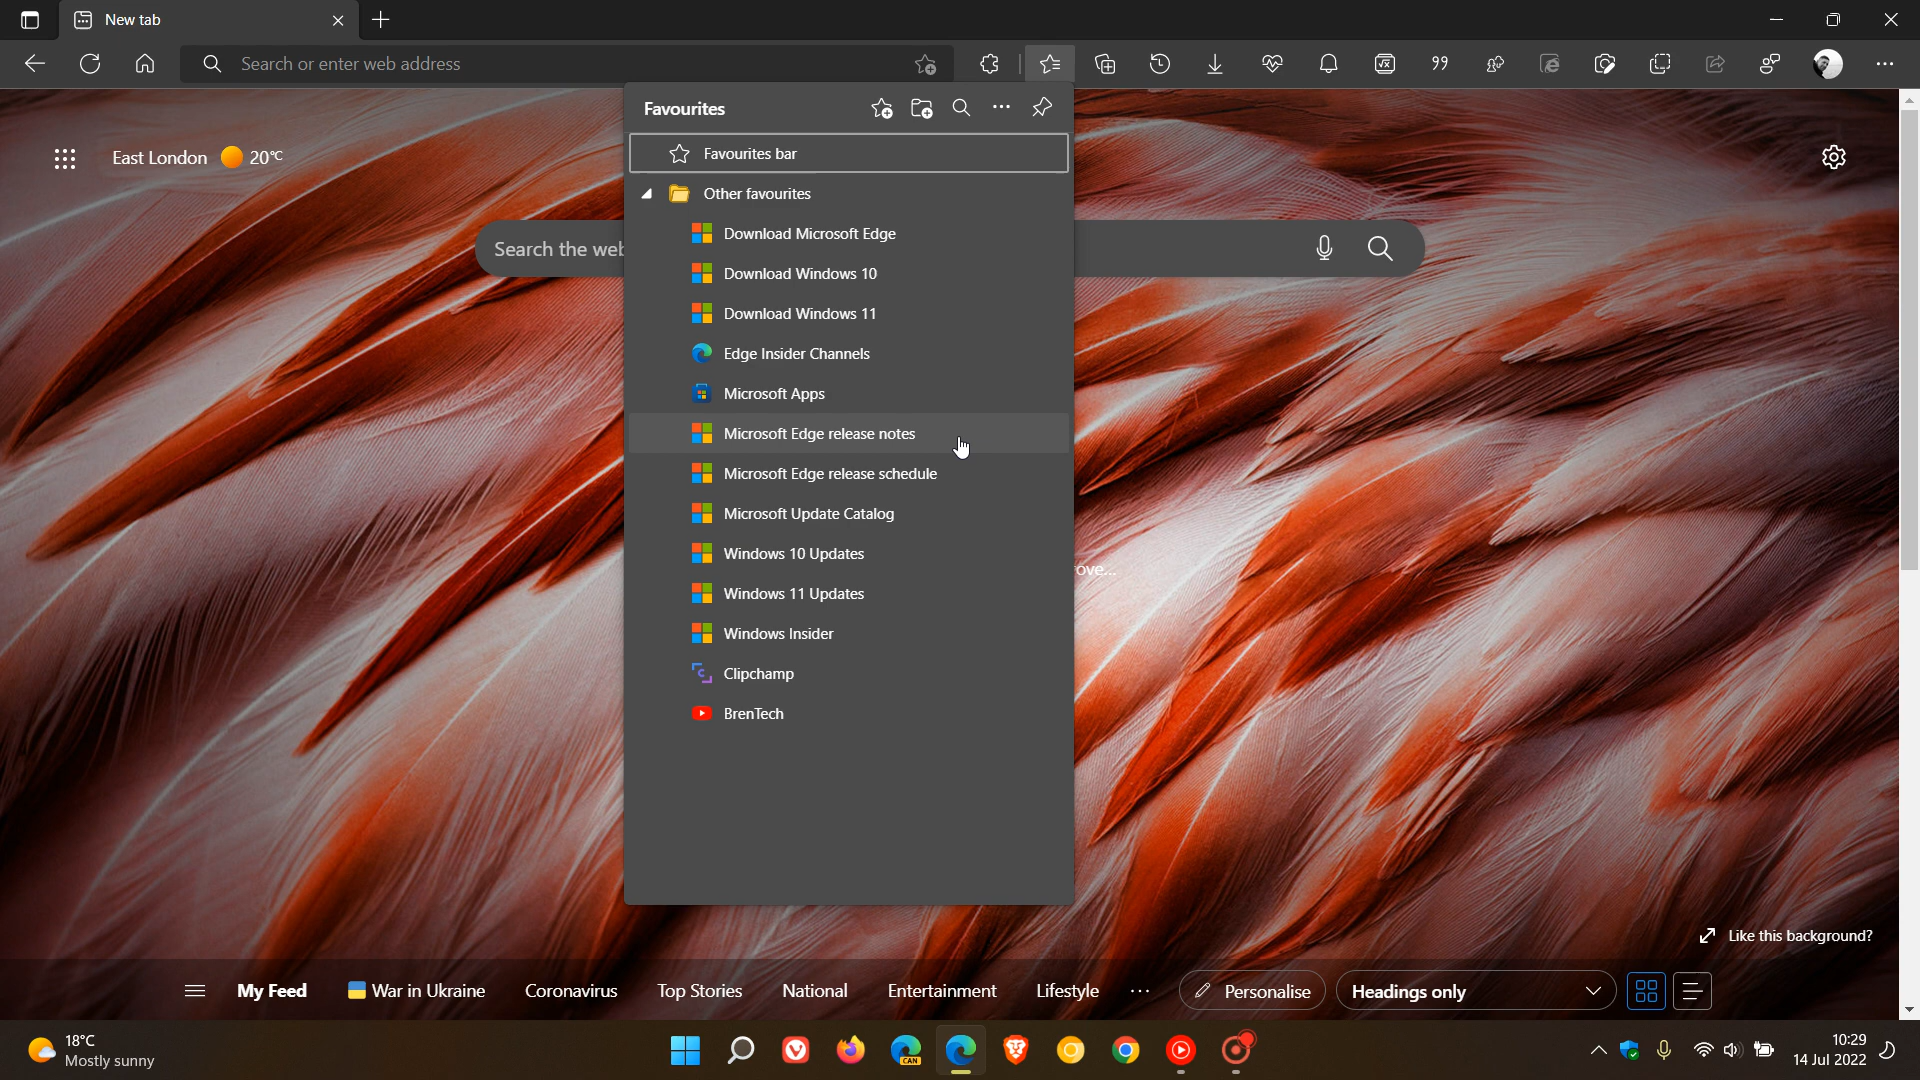 New tab
Search or enter web address
Favourites
East London 20°C
Favourites bar
Other favourites
Download Microsoft Edge
Search the web
Download Windows 10
Download Windows 11
Edge Insider Channels
Microsoft Apps
Microsoft Edge release notes
Microsoft Edge release schedule
Microsoft Update Catalog
Windows 10 Updates
ove...
Windows 11 Updates
Windows Insider
Clipchamp
BrenTech
Like this background?
My Feed War in Ukraine Coronavirus Top Stories National Entertainment Lifestyle ... Personalise Headings only
18°C
Mostly sunny
CAN
10:29
14 Jul 2022